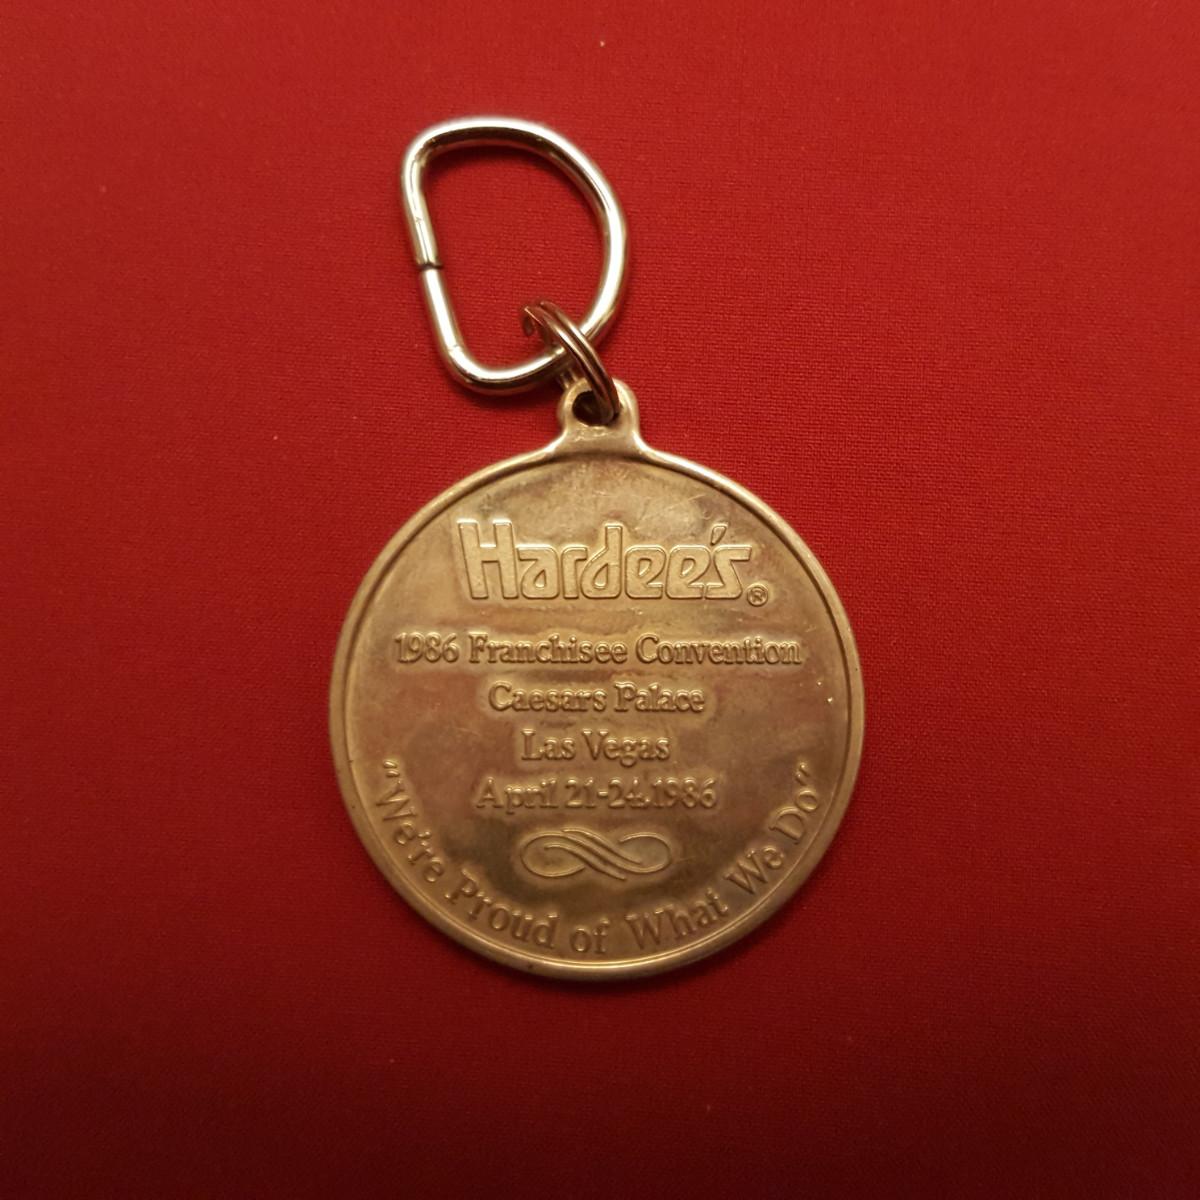 Hardee's®
1986 Franchisee Convention
Caesars Palace
Las Vegas
April 21-24, 1986
"We're Proud of What We Do"